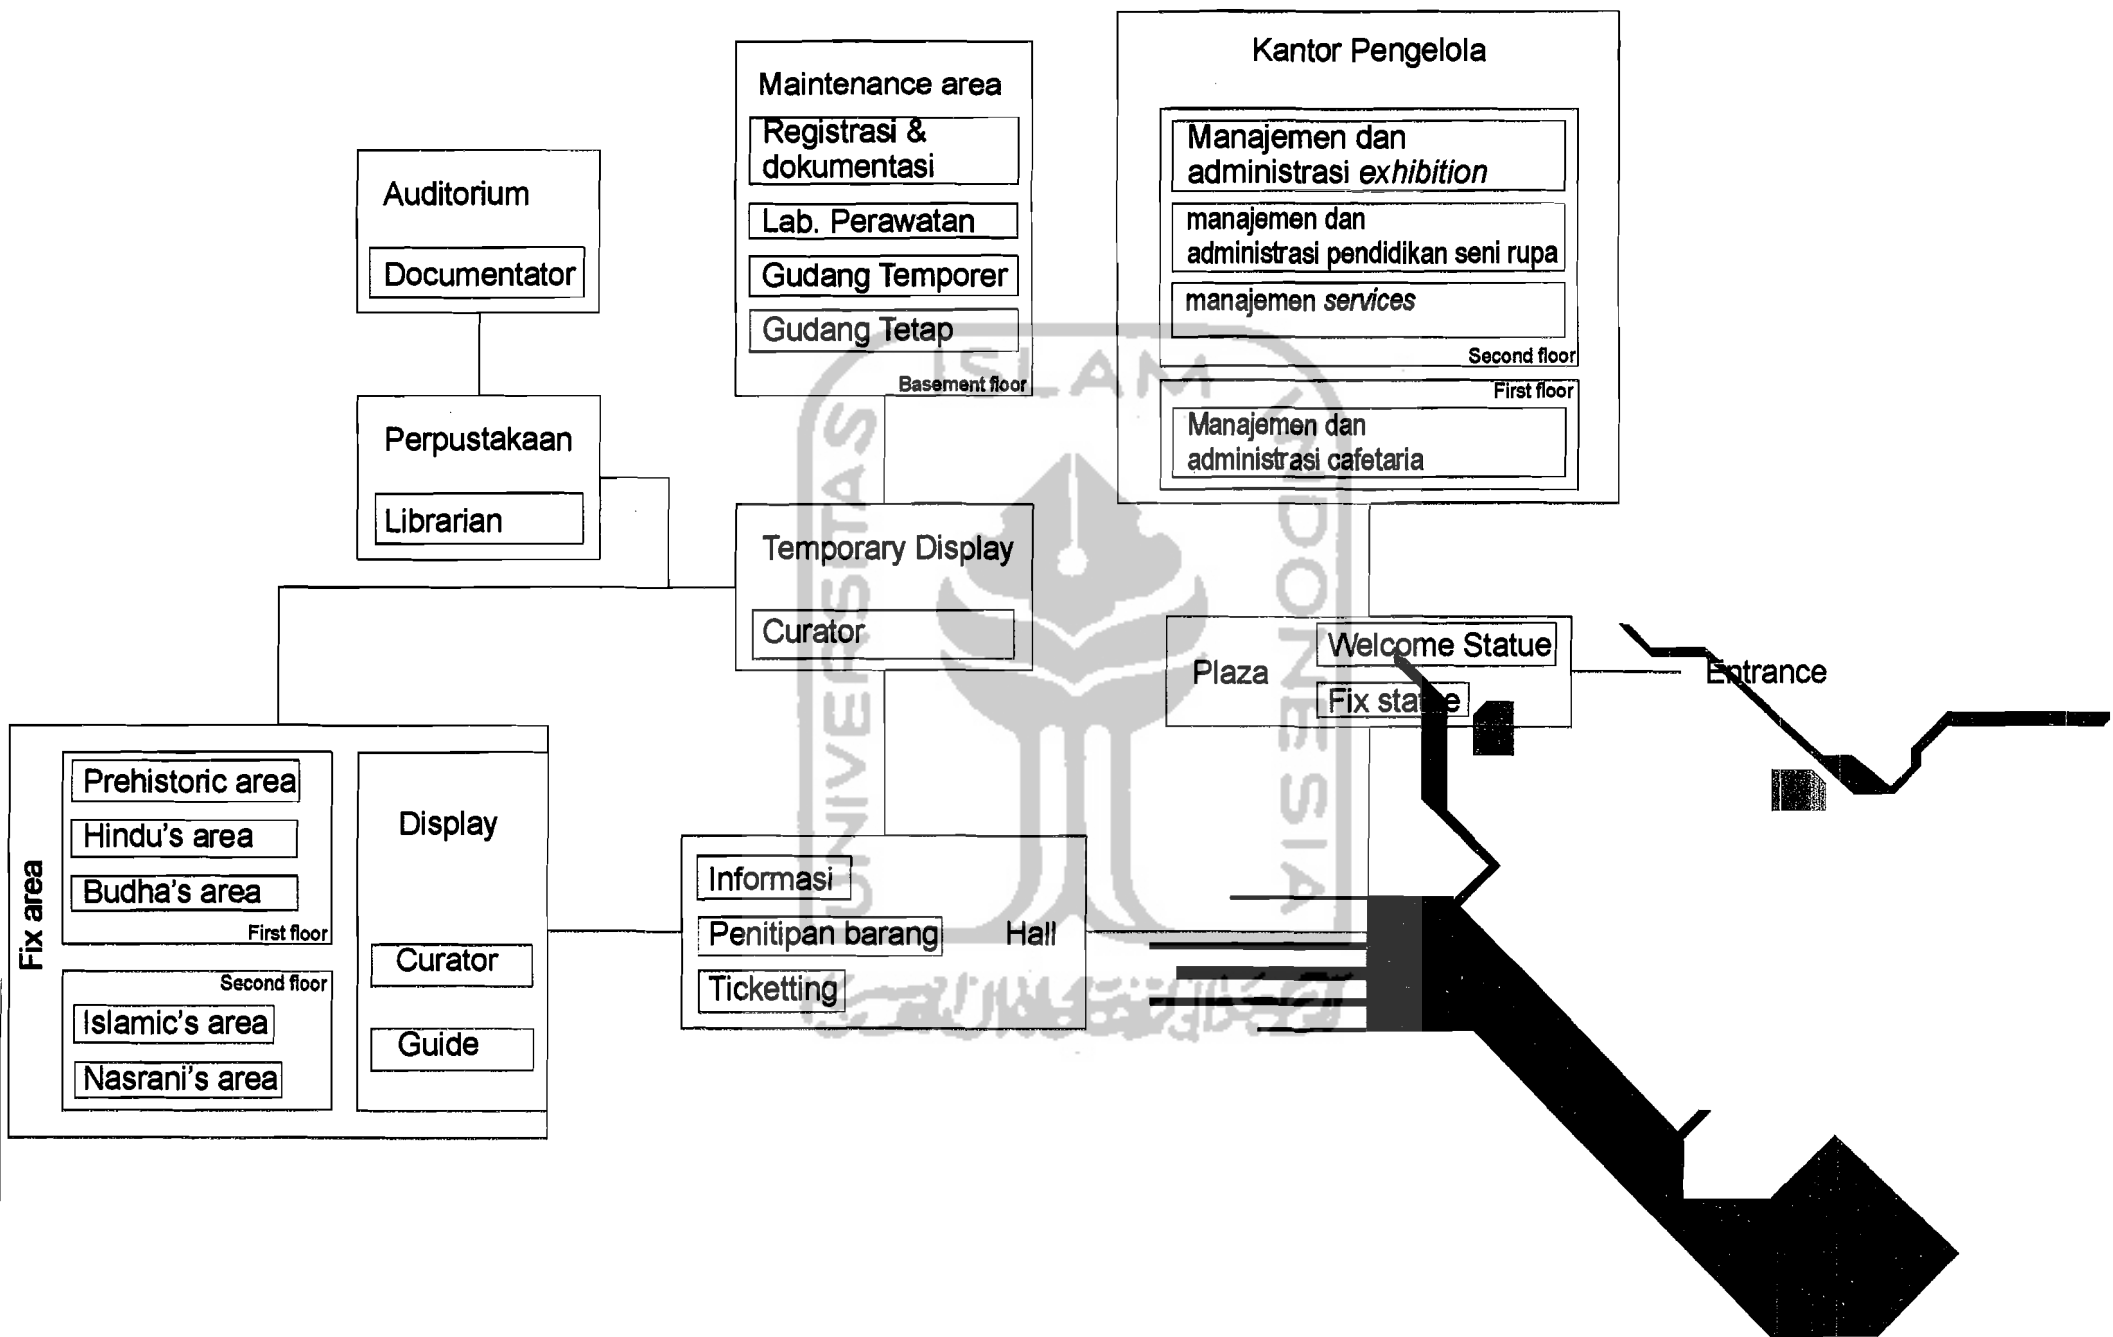 Kantor Pengelola
Manajemen dan
administrasi exhibition
manajemen dan
administrasi pendidikan seni rupa
manajemen services
Second floor
First floor
Manajemen dan
administrasi cafetaria
Maintenance area
Registrasi &
dokumentasi
Lab. Perawatan
Gudang Temporer
Gudang Tetap
Basement floor
Auditorium
Documentator
Perpustakaan
Librarian
Temporary Display
Curator
Plaza
Welcome Statue
Fix statue
Entrance
Fix area
Prehistoric area
Hindu's area
Budha's area
First floor
Second floor
Islamic's area
Nasrani's area
Display
Curator
Guide
Informasi
Penitipan barang
Ticketting
Hall
UNIVERSITAS
ISLAM
INDONESIA